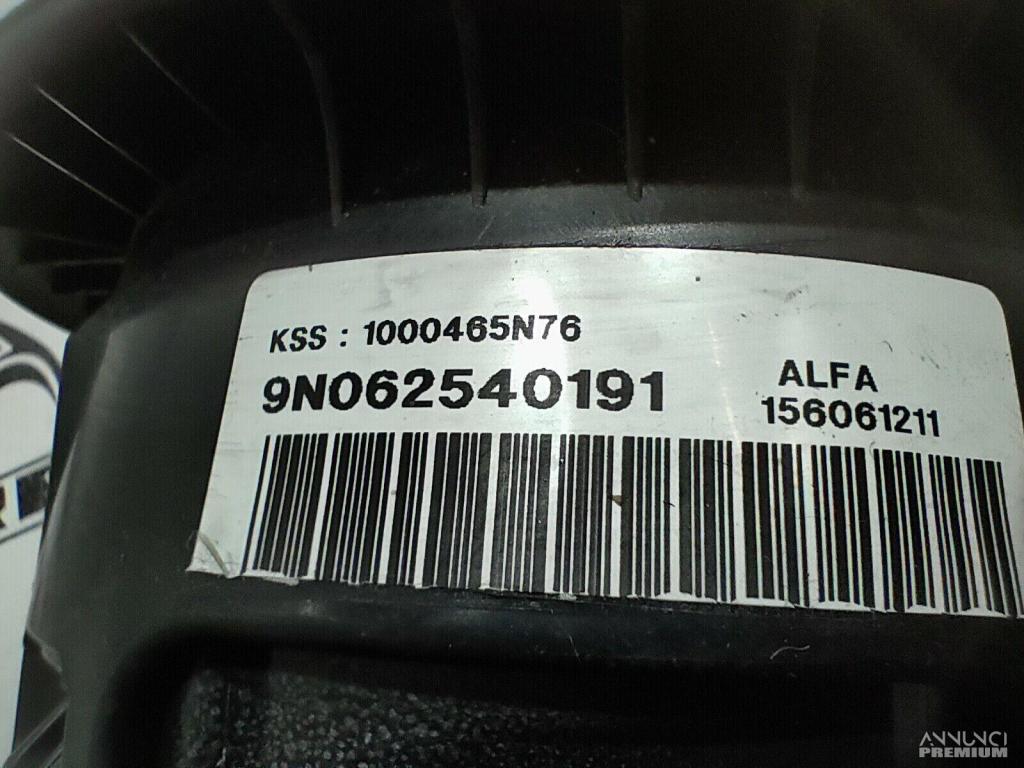 KSS : 1000465N76
9N062540191
ALFA
156061211
ANNUNCI
PREMIUM